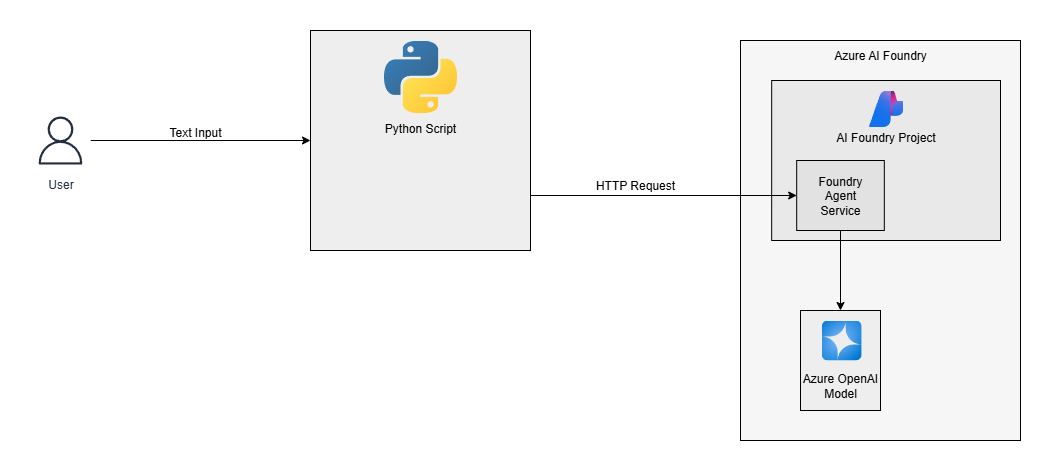 User
Text Input
Python Script
HTTP Request
Azure AI Foundry
AI Foundry Project
Foundry
Agent
Service
Azure OpenAI
Model